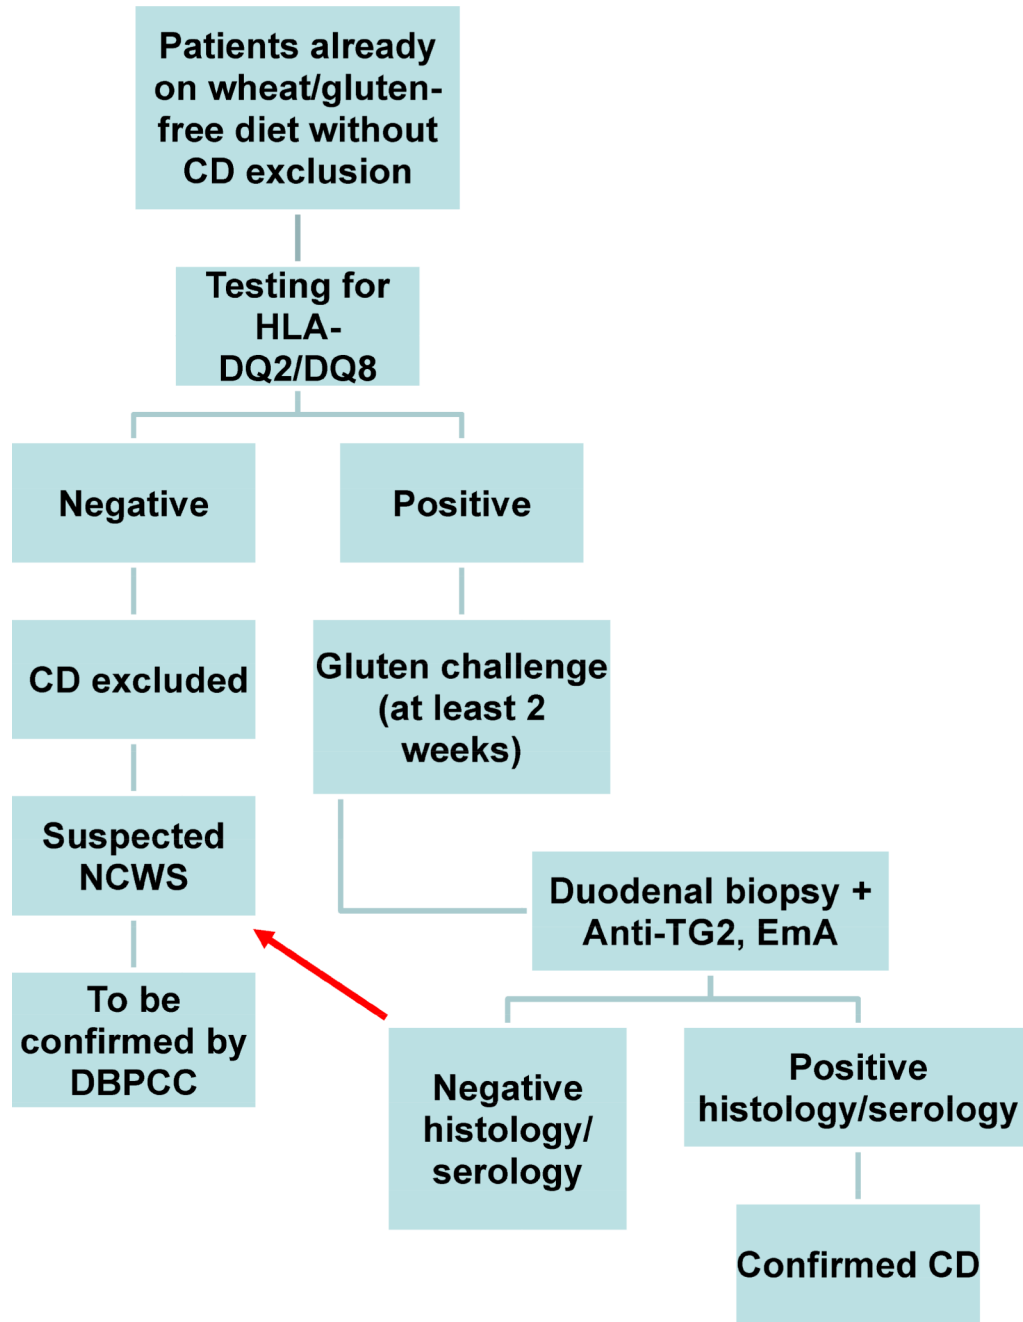 Patients already
on wheat/gluten-
free diet without
CD exclusion
Testing for
HLA-
DQ2/DQ8
Negative
Positive
CD excluded
Gluten challenge
(at least 2
weeks)
Suspected
NCWS
Duodenal biopsy +
Anti-TG2, EmA
To be
confirmed by
DBPCC
Negative
histology/
serology
Positive
histology/serology
Confirmed CD